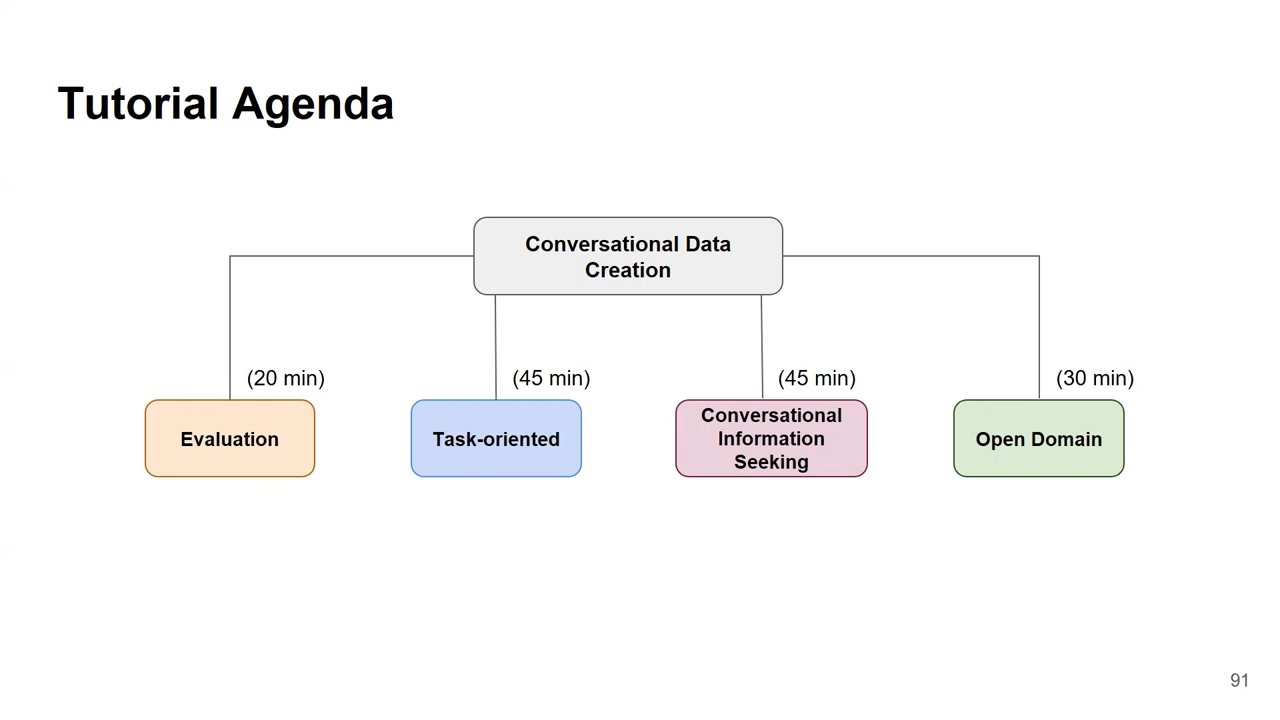 Tutorial Agenda
Conversational Data
Creation
(20 min)
(45 min)
(45 min)
(30 min)
Evaluation
Task-oriented
Conversational
Information
Seeking
Open Domain
91